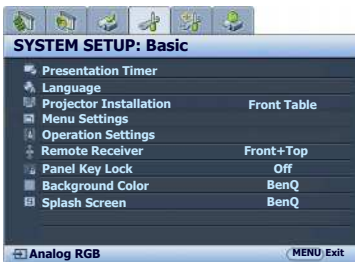 SYSTEM SETUP: Basic
Presentation Timer
Language
Projector Installation Front Table
Menu Settings
Operation Settings
Remote Receiver Front+Top
Panel Key Lock Off
Background Color BenQ
Splash Screen BenQ
Analog RGB MENU Exit